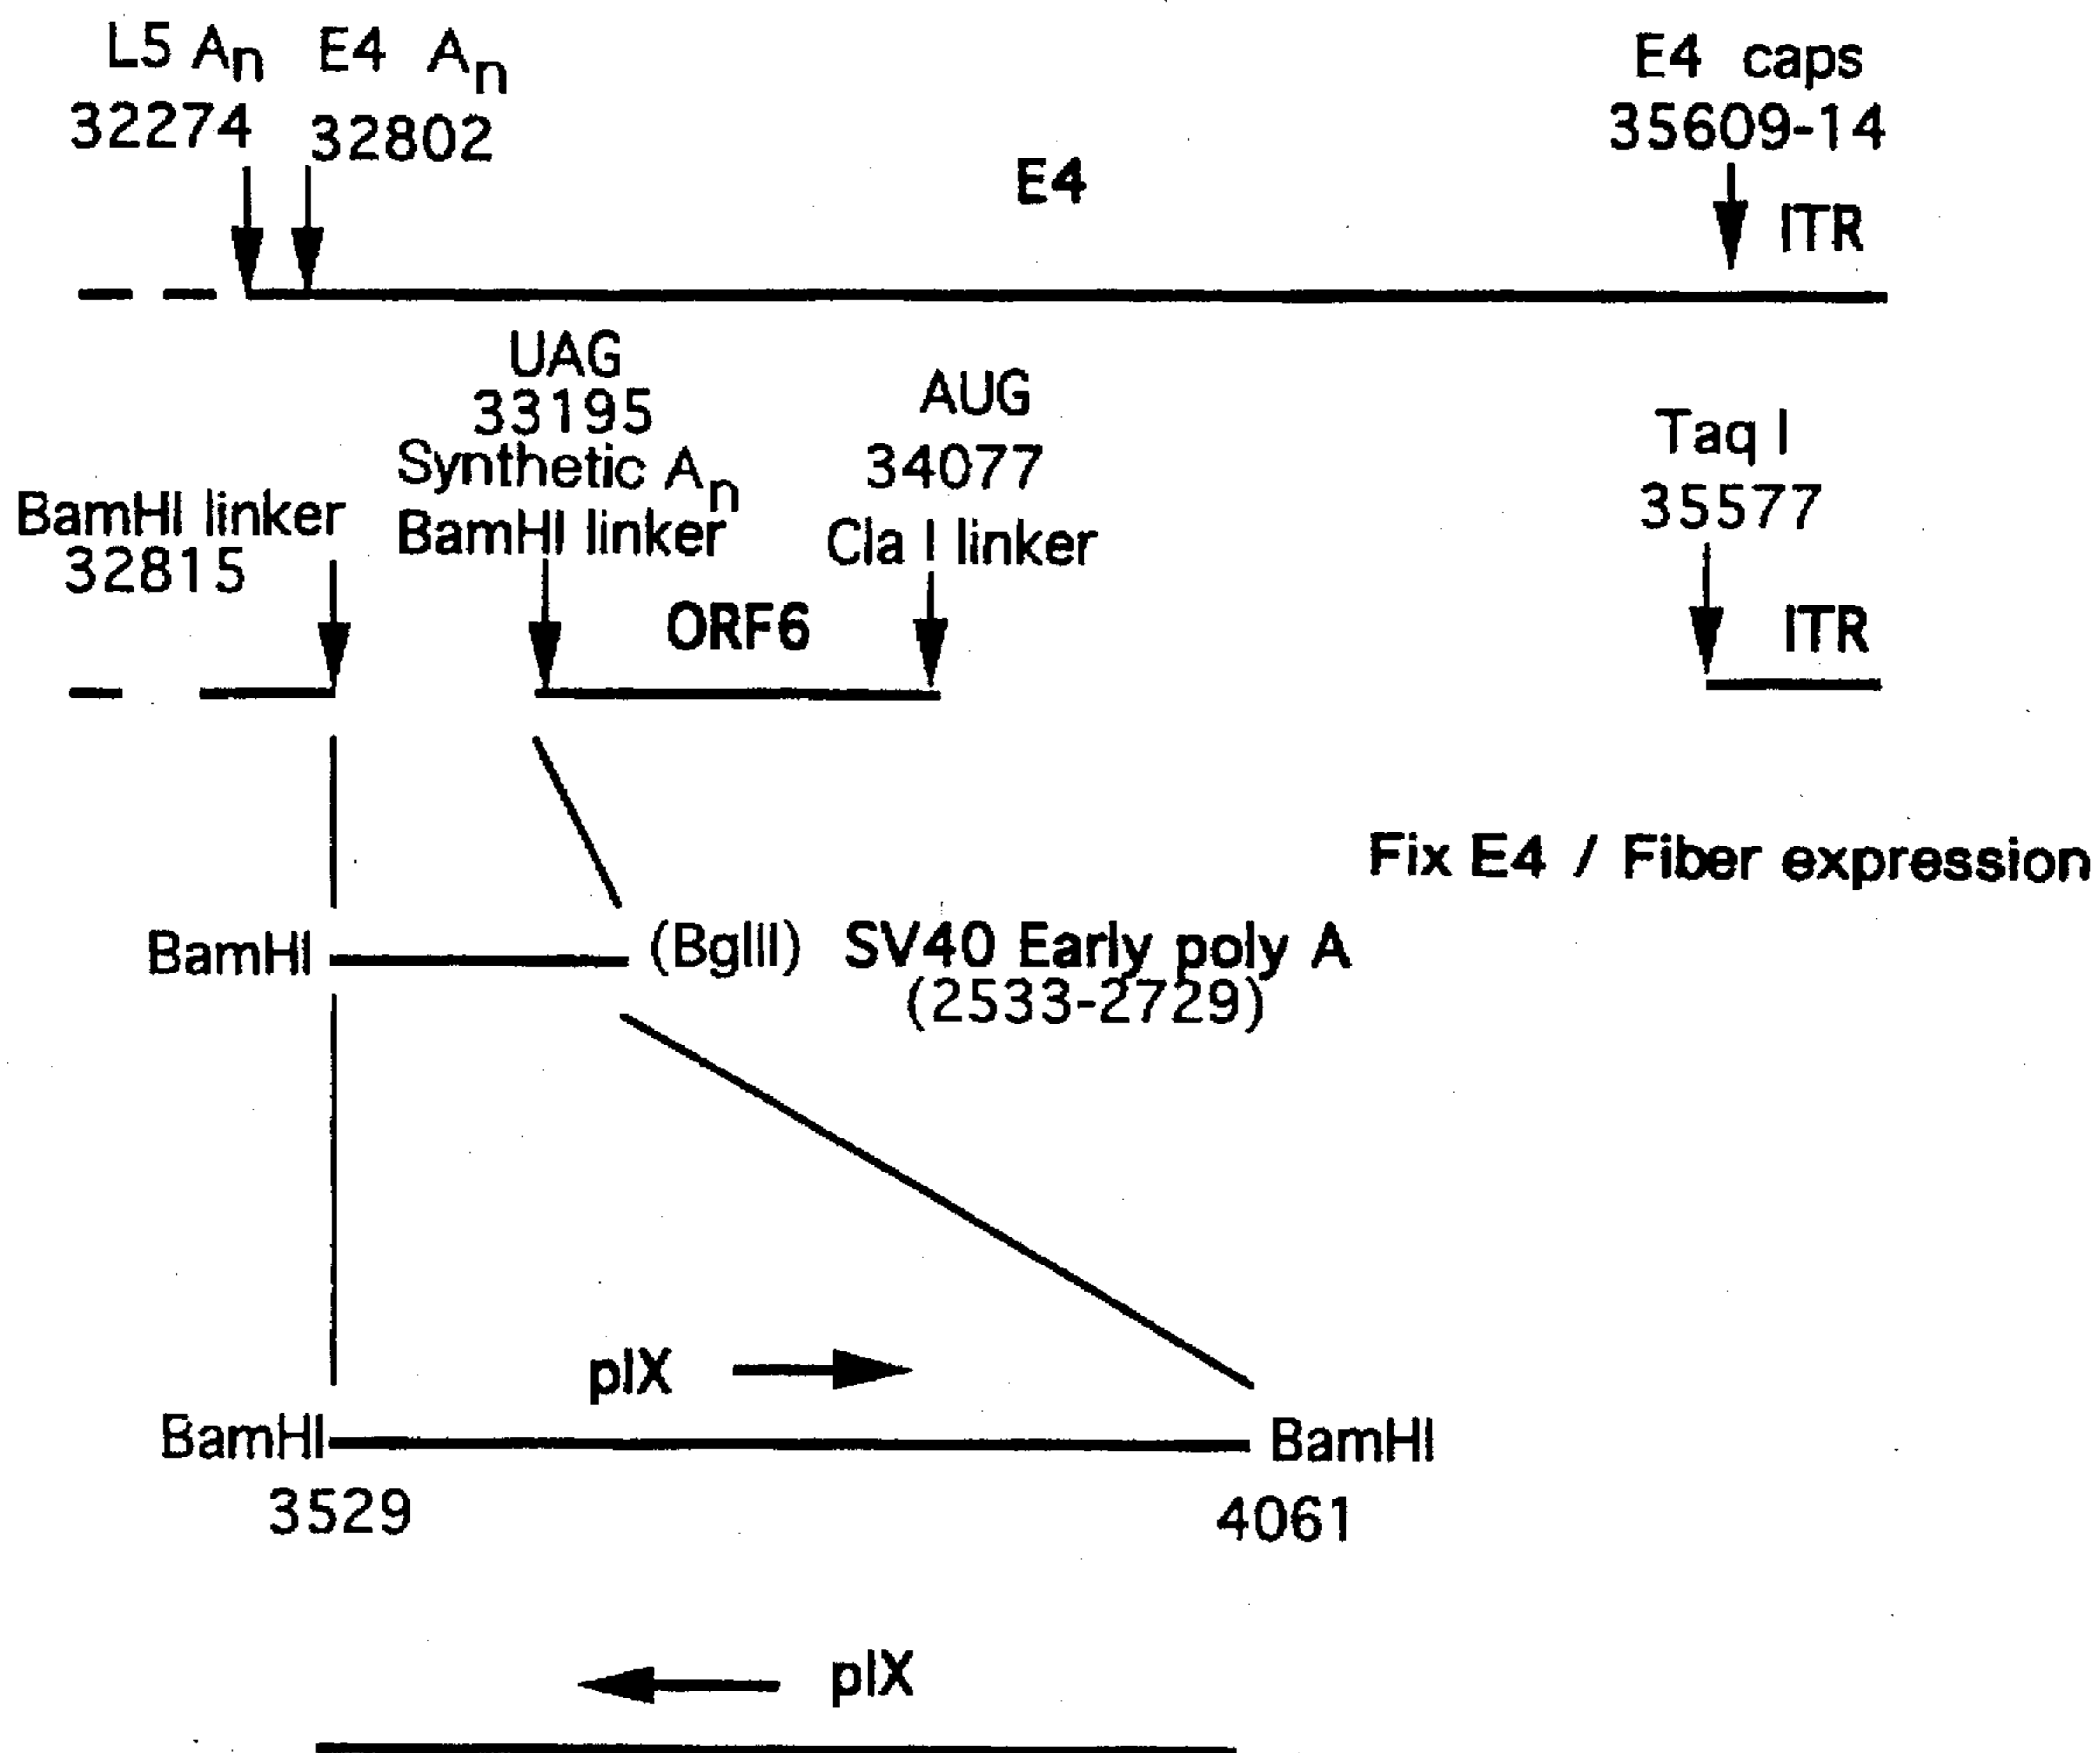 L5 An
32274
E4 An
32802
E4 caps
35609-14
E4
ITR
UAG
33195
Synthetic An
BamHI linker
AUG
34077
Cla I linker
Taq I
35577
BamHI linker
32815
ORF6
ITR
Fix E4 / Fiber expression
BamHI
(BglII) SV40 Early poly A
(2533-2729)
pIX
BamHI
BamHI
3529
4061
pIX